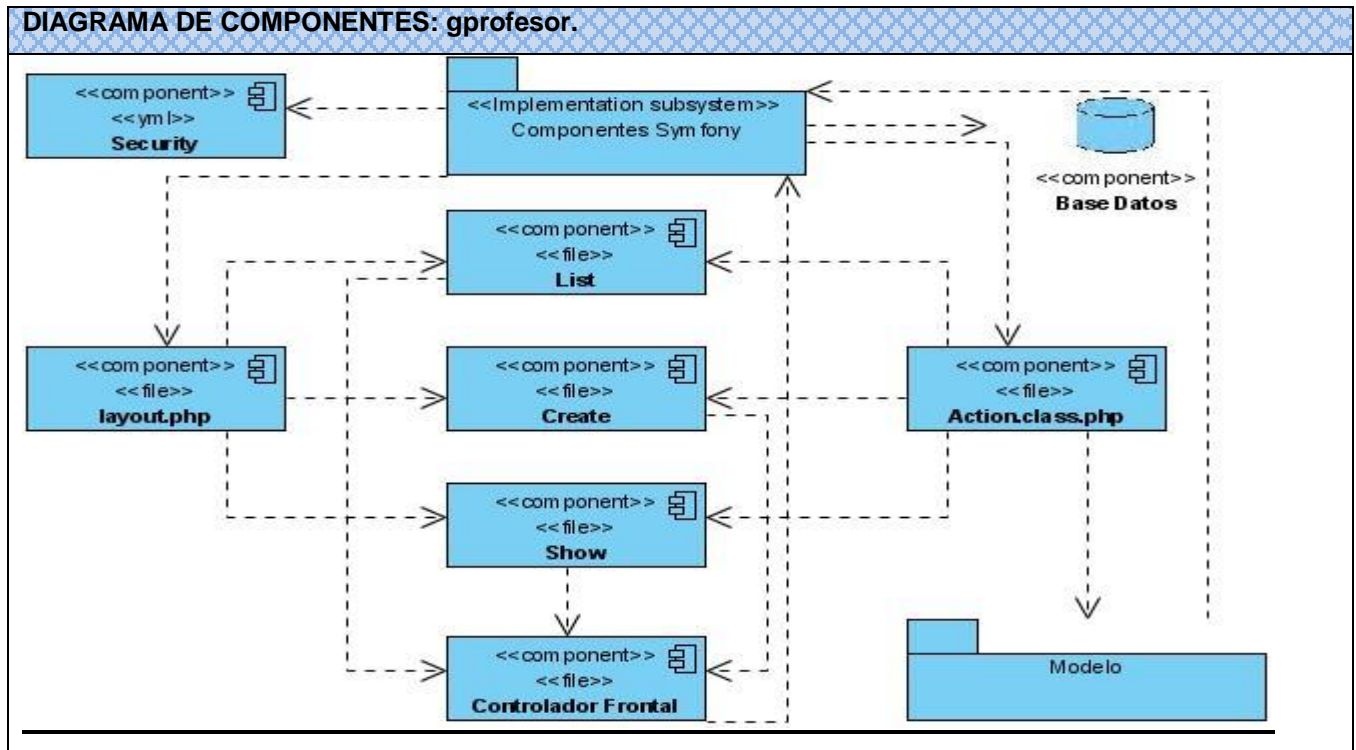 DIAGRAMA DE COMPONENTES: gprofesor.
<<component>>
<<yml>>
Security
<<Implementation subsystem>>
Componentes Symfony
<<component>>
Base Datos
<<component>>
<<file>>
List
<<component>>
<<file>>
layout.php
<<component>>
<<file>>
Create
<<component>>
<<file>>
Action.class.php
<<component>>
<<file>>
Show
<<component>>
<<file>>
Controlador Frontal
Modelo